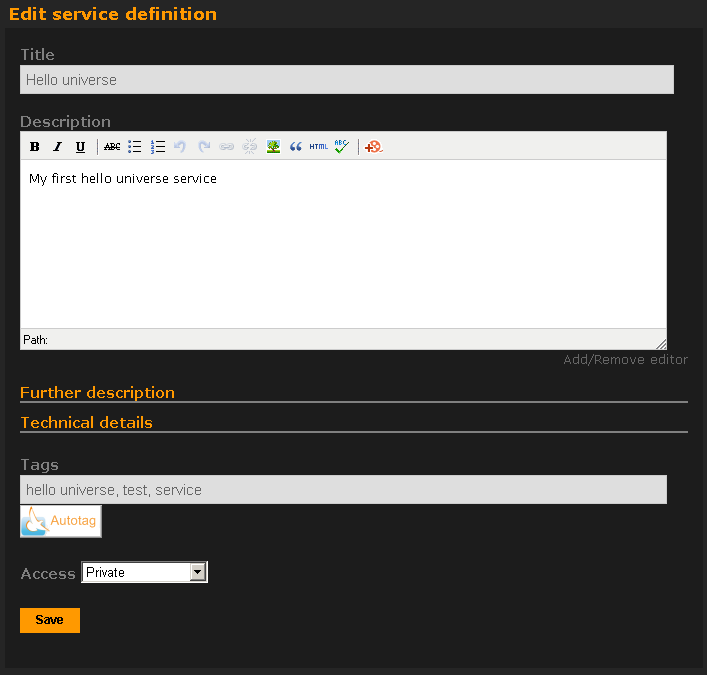 Edit service definition
Title
Hello universe
Description
B I U ABC HTML ABC
My first hello universe service
Path:
Add/Remove editor
Further description
Technical details
Tags
hello universe, test, service
Autotag
Access Private
Save